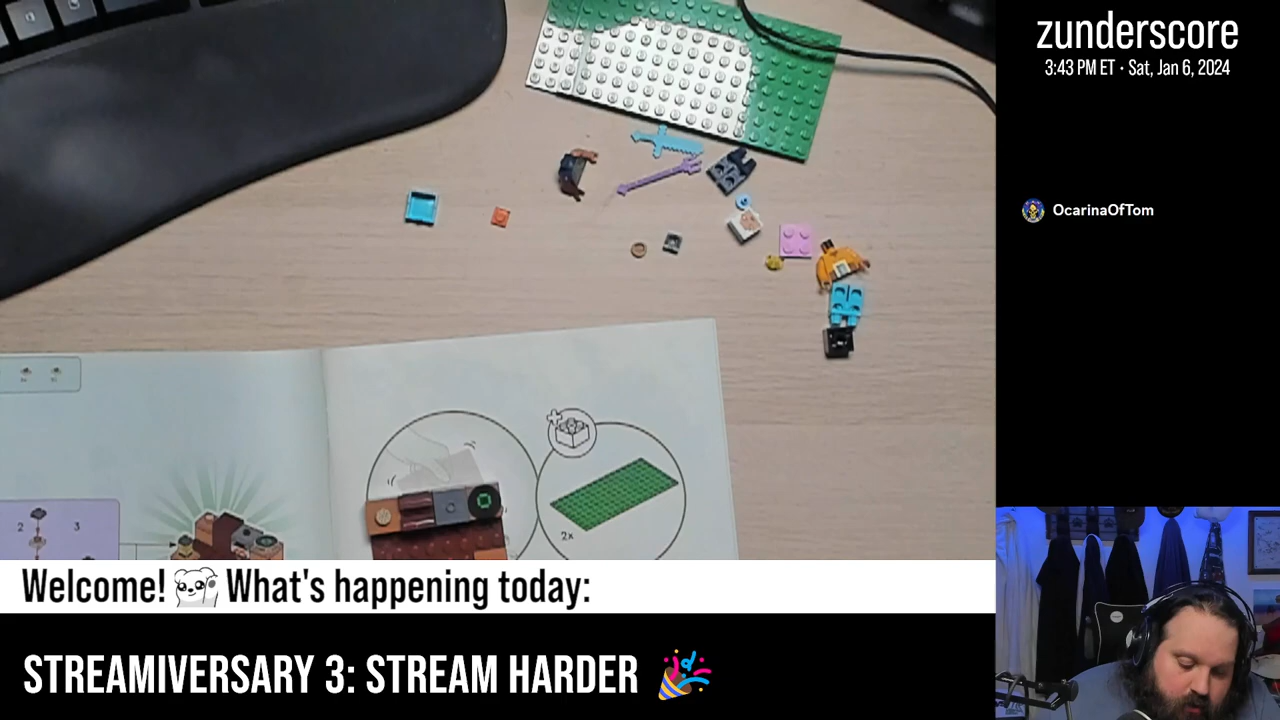 zunderscore
3:43 PM ET · Sat, Jan 6, 2024
OcarinaOfTom
2 3
2x
Welcome! What's happening today:
STREAMIVERSARY 3: STREAM HARDER